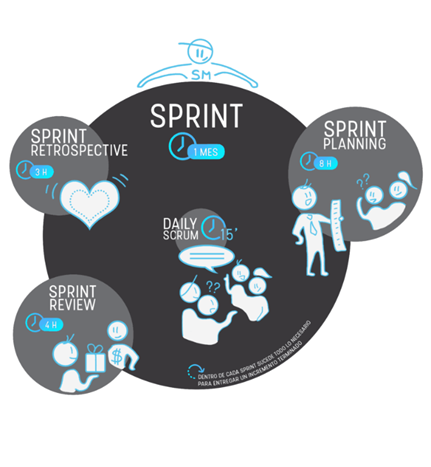 SM
SPRINT
1 MES
SPRINT
RETROSPECTIVE
3 H
SPRINT
PLANNING
8 H
??
DAILY
SCRUM
15'
??
SPRINT
REVIEW
4 H
$
DENTRO DE CADA SPRINT SUCEDE TODO LO NECESARIO
PARA ENTREGAR UN INCREMENTO TERMINADO